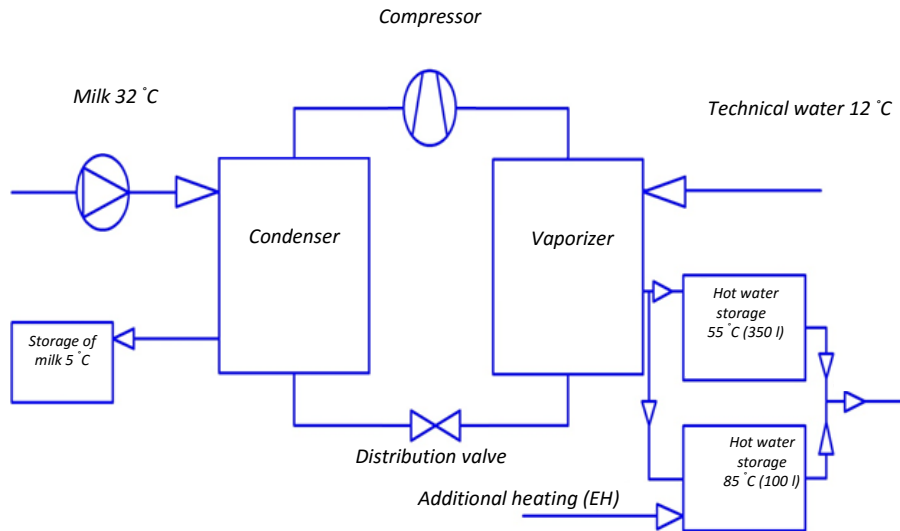 Compressor
Milk 32 °C
Technical water 12 °C
Condenser
Vaporizer
Hot water
storage
55 °C (350 l)
Storage of
milk 5 °C
Distribution valve
Hot water
storage
85 °C (100 l)
Additional heating (EH)